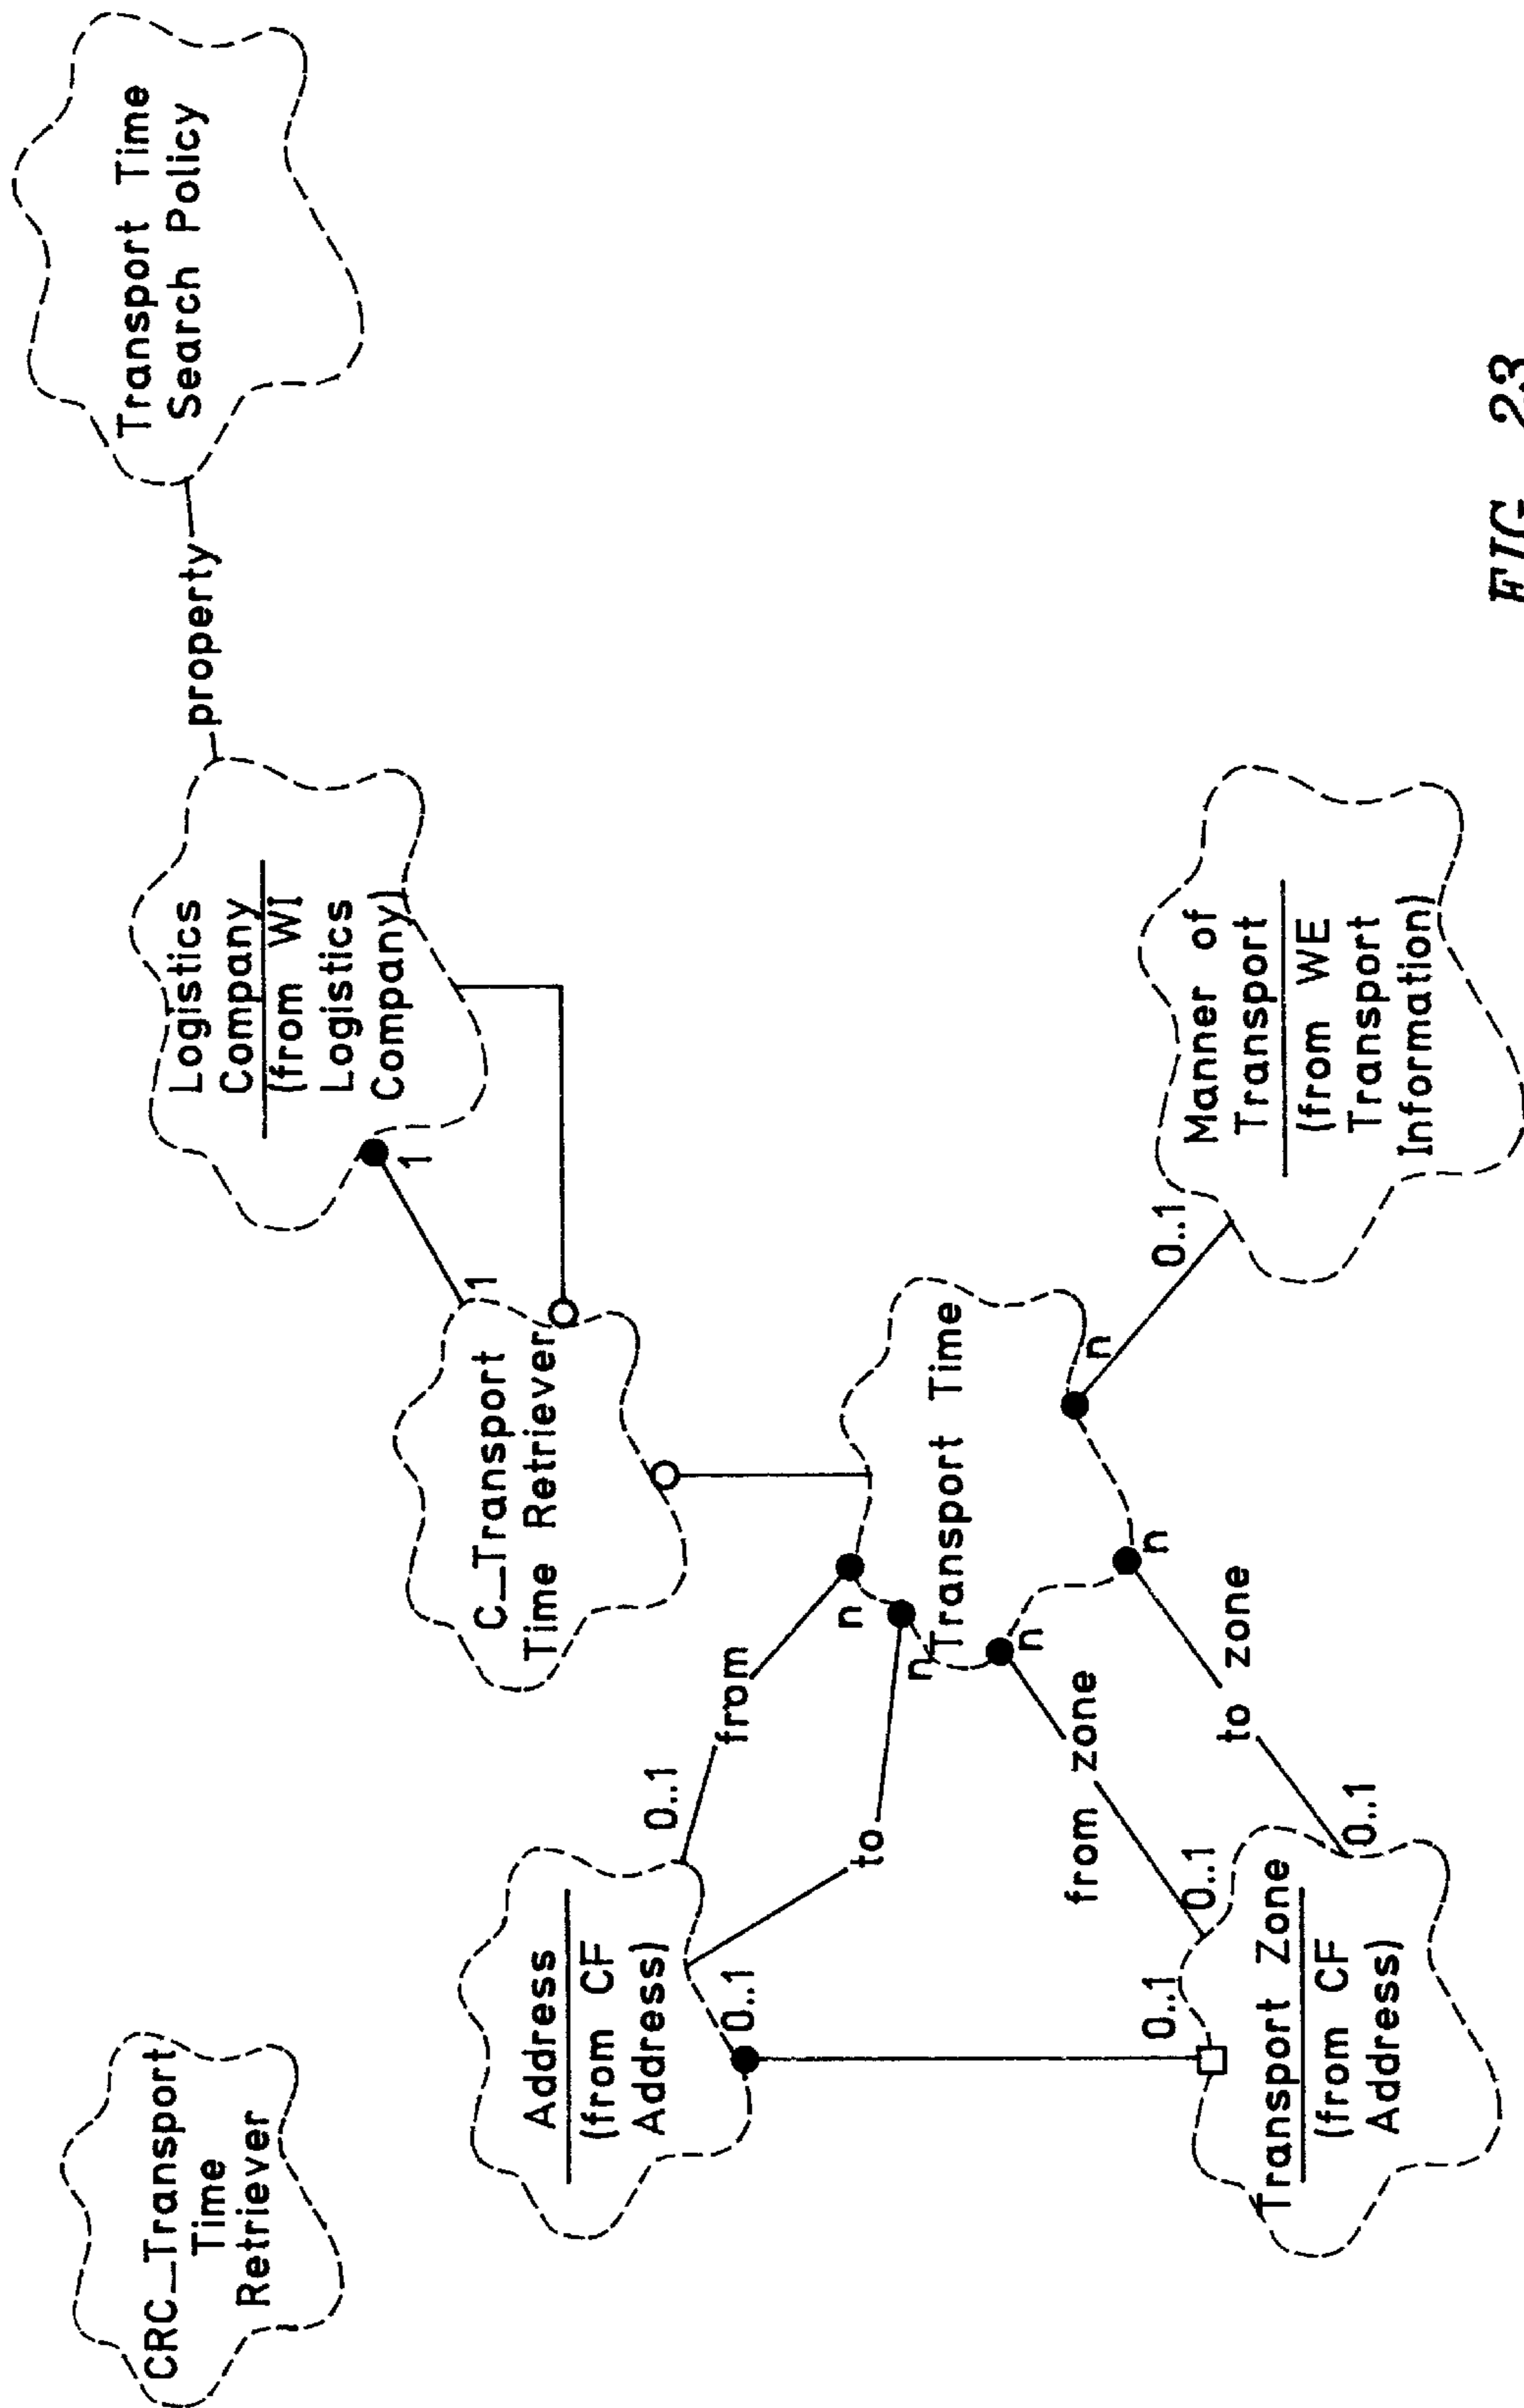 CRC_Transport
Time
Retriever
Address
(from CF
Address)
0..1
0..1
Transport Zone
(from CF
Address)
0..1
from
n
to
n
0..1
from zone
n
0..1
to zone
n
C_Transport
Time Retriever
1
Transport Time
n
0..1
1
Logistics
Company
(from WI
Logistics
Company)
Manner of
Transport
(from WE
Transport
Information)
property
Transport Time
Search Policy
FIG. 23